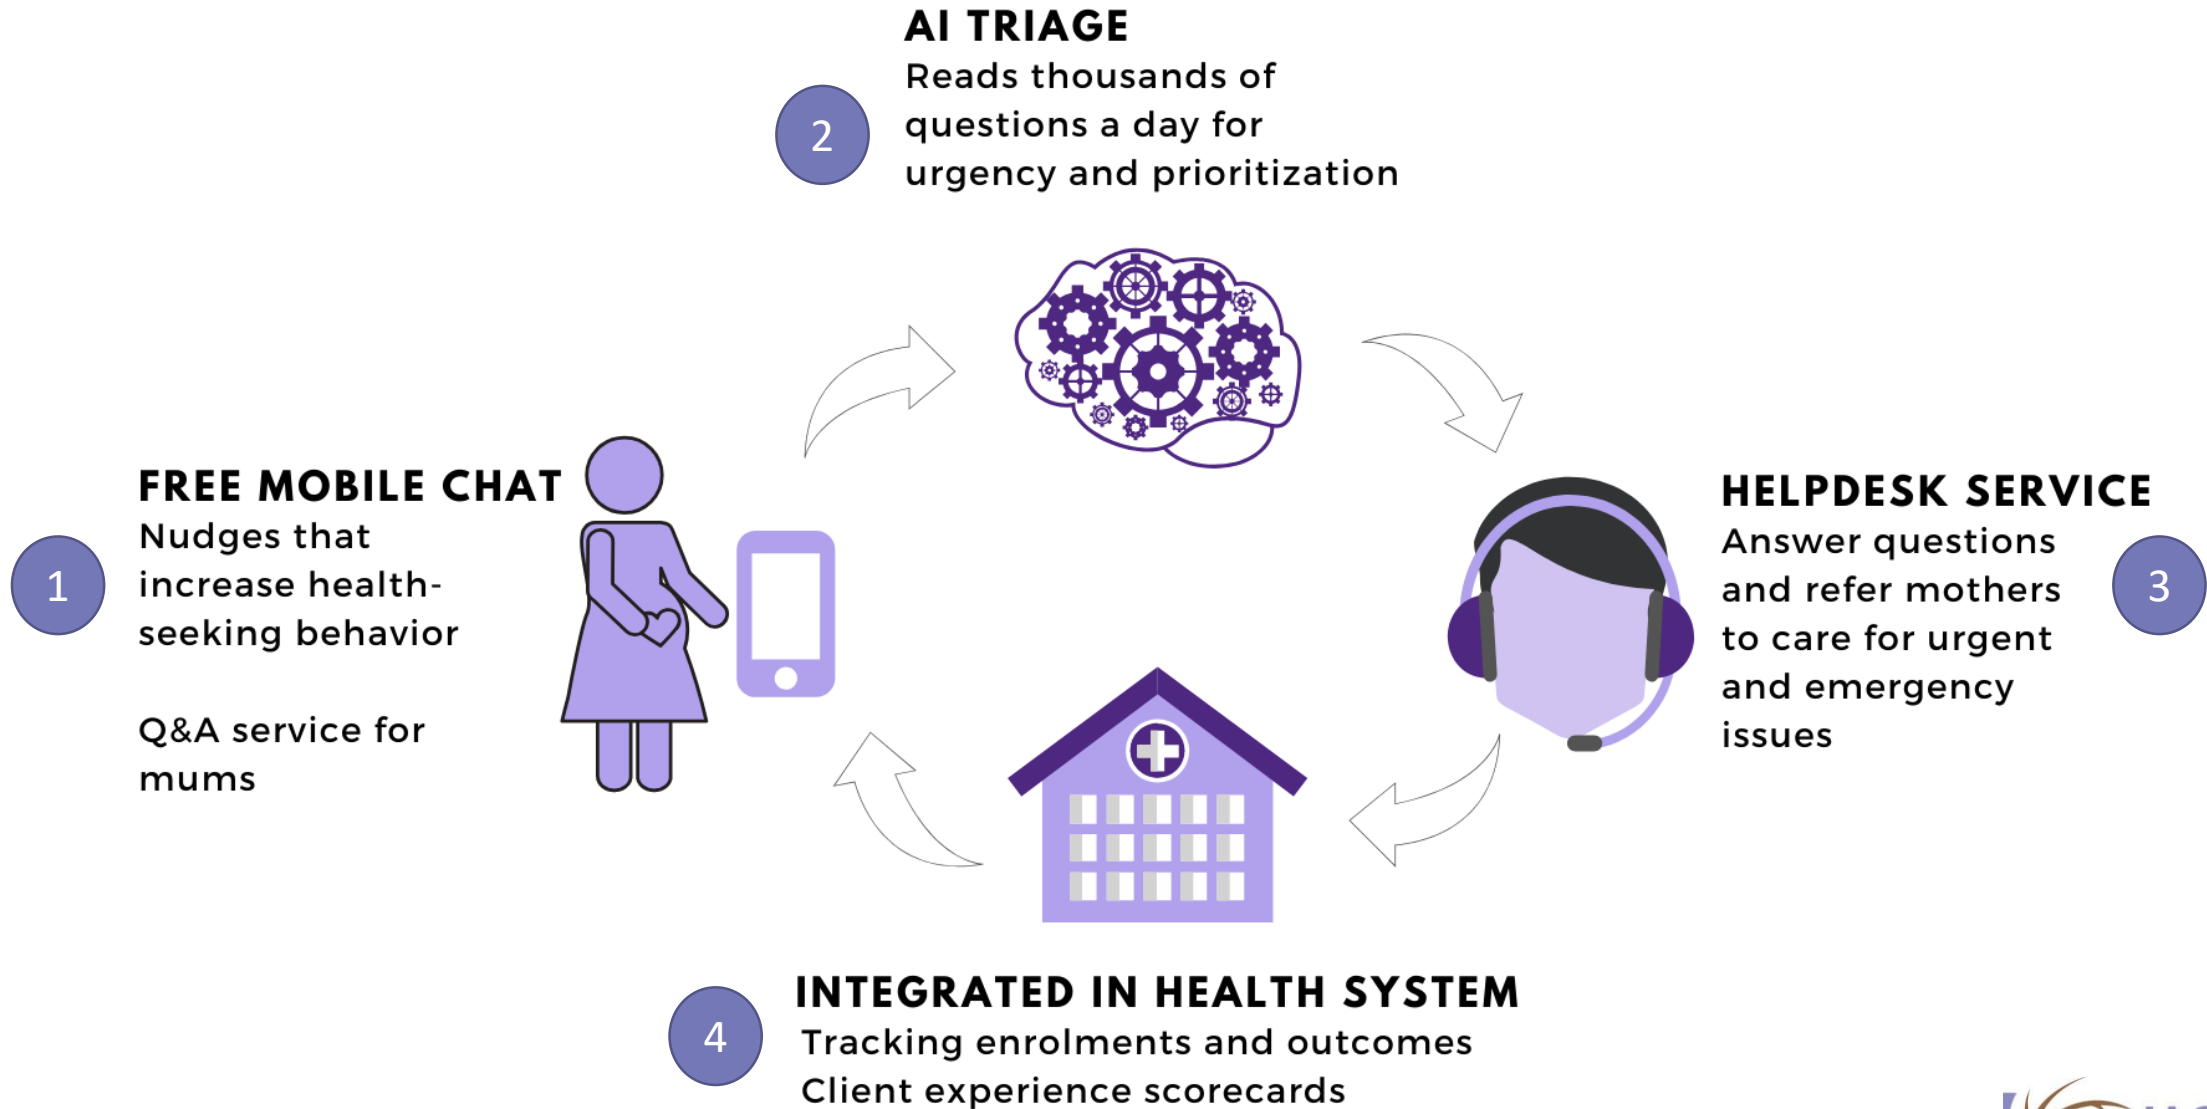 AI TRIAGE
Reads thousands of
questions a day for
urgency and prioritization
2
FREE MOBILE CHAT
Nudges that
increase health-
seeking behavior
Q&A service for
mums
1
HELPDESK SERVICE
Answer questions
and refer mothers
to care for urgent
and emergency
issues
3
INTEGRATED IN HEALTH SYSTEM
Tracking enrolments and outcomes
Client experience scorecards
4